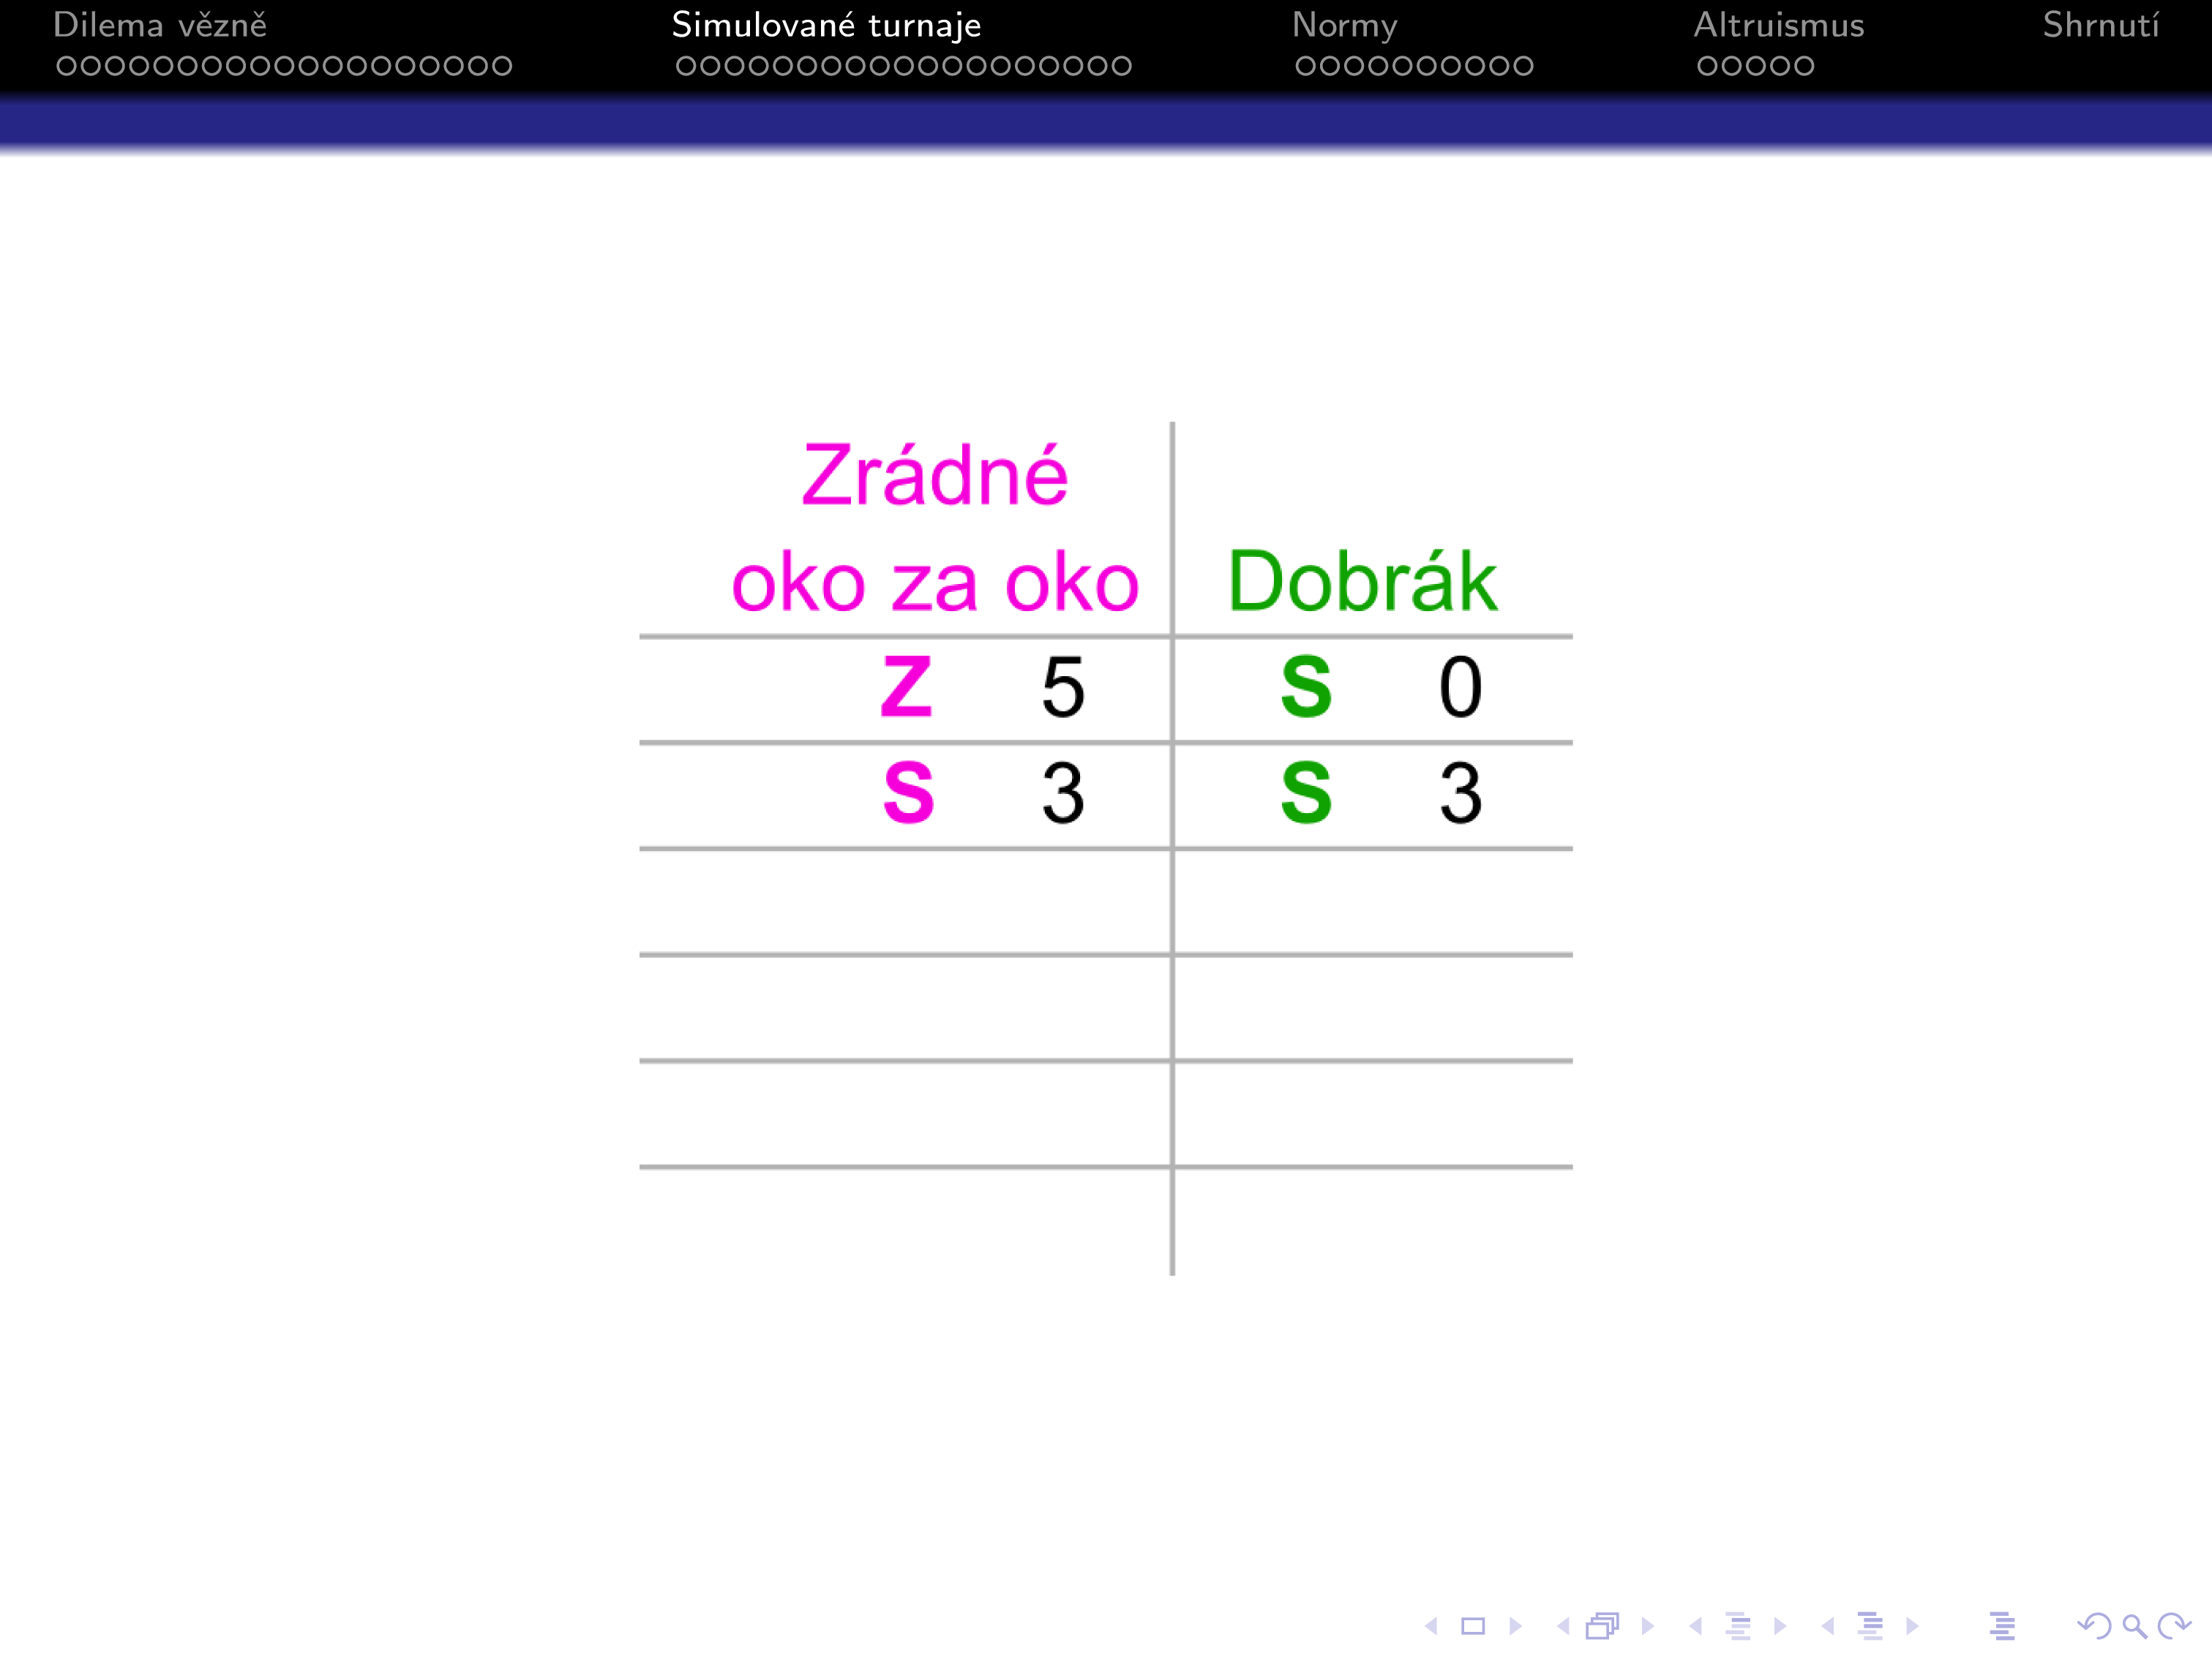 Dilema vězně Simulované turnaje Normy Altruismus Shrnutí
Zrádné
oko za oko Dobrák
Z 5 S 0
S 3 S 3